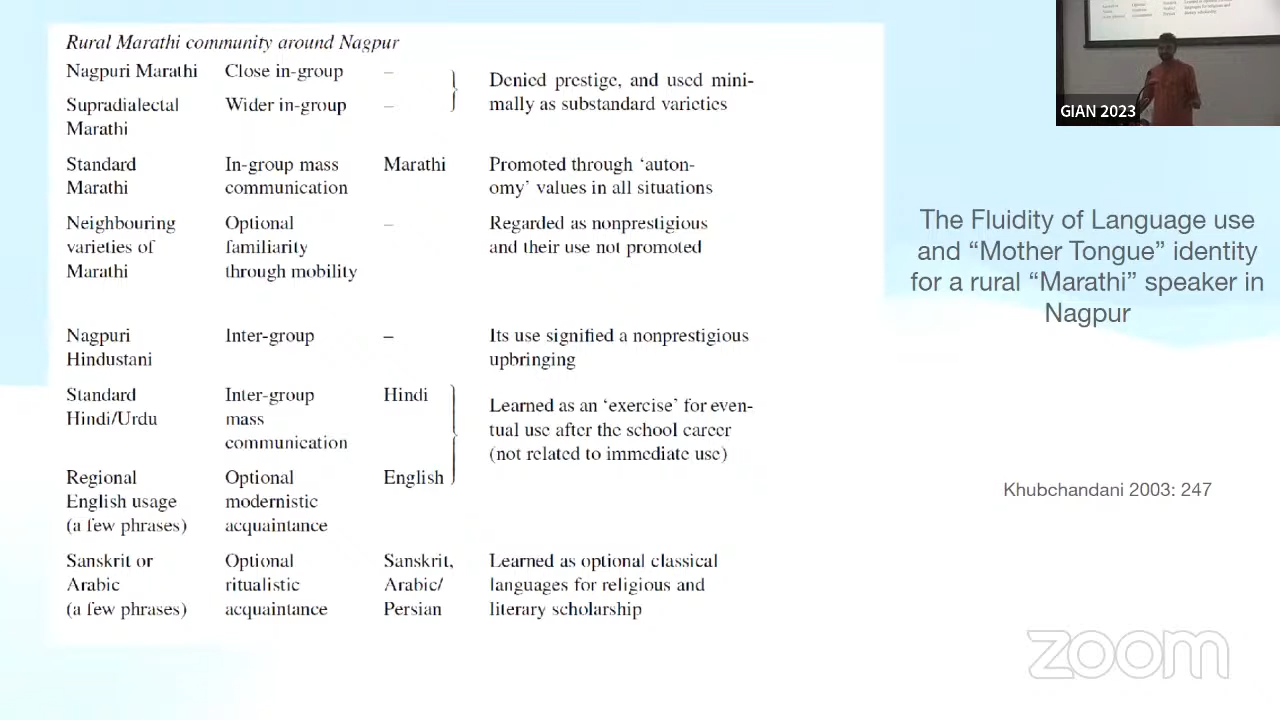 Rural Marathi community around Nagpur
Nagpuri Marathi Close in-group –
Supradialectal Marathi Wider in-group –
Denied prestige, and used mini-
mally as substandard varieties
Standard In-group mass Marathi Promoted through ‘auton-
Marathi communication omy’ values in all situations
Neighbouring Optional – Regarded as nonprestigious
varieties of familiarity and their use not promoted
Marathi through mobility
Nagpuri Inter-group – Its use signified a nonprestigious
Hindustani upbringing
Standard Inter-group Hindi
Hindi/Urdu mass
communication
Learned as an ‘exercise’ for even-
tual use after the school career
(not related to immediate use)
Regional Optional English
English usage modernistic
(a few phrases) acquaintance
Sanskrit or Optional Sanskrit, Learned as optional classical
Arabic ritualistic Arabic/ languages for religious and
(a few phrases) acquaintance Persian literary scholarship
GIAN 2023
The Fluidity of Language use
and “Mother Tongue” identity
for a rural “Marathi” speaker in
Nagpur
Khubchandani 2003: 247
zoom